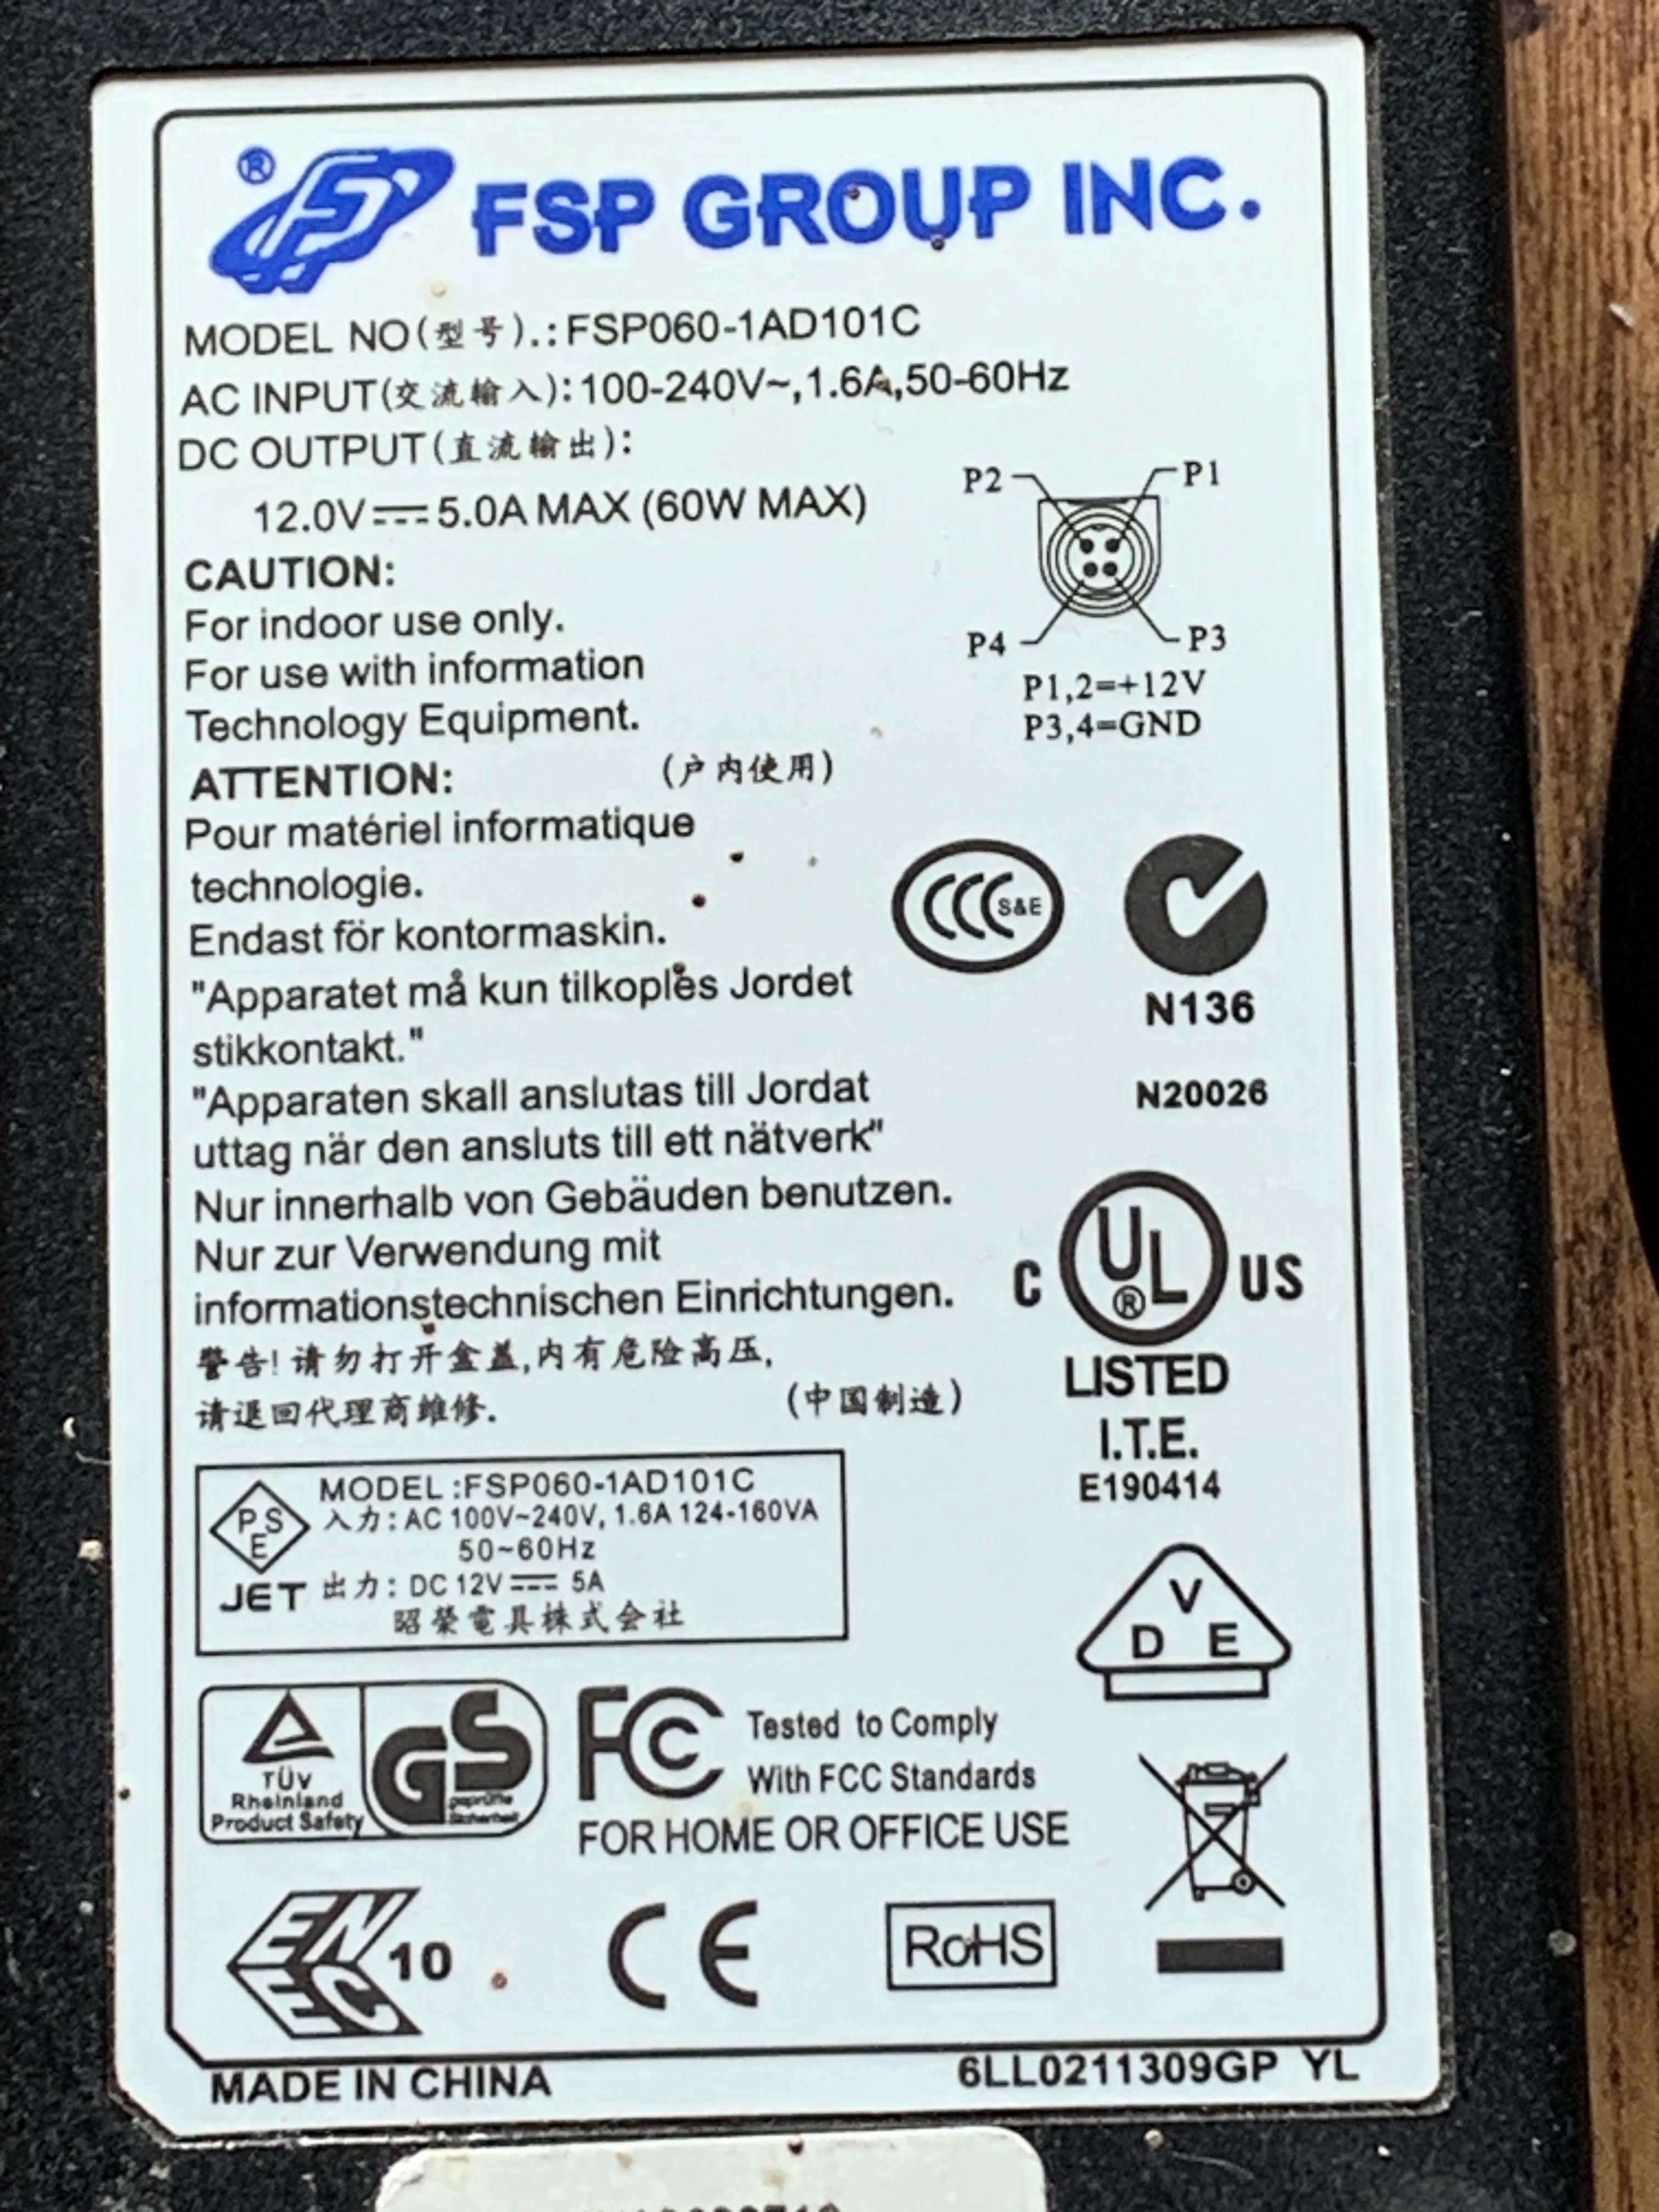 ® FSP GROUP INC.
MODEL NO(型号).:FSP060-1AD101C
AC INPUT(交流输入):100-240V~,1.6A,50-60Hz
DC OUTPUT(直流输出):
12.0V⎓5.0A MAX (60W MAX)
P2 P1
P4 P3
P1,2=+12V
P3,4=GND
CAUTION:
For indoor use only.
For use with information
Technology Equipment.
ATTENTION: (户内使用)
Pour matériel informatique
technologie.
Endast för kontormaskin.
"Apparatet må kun tilkoples Jordet
stikkontakt."
"Apparaten skall anslutas till Jordat
uttag när den ansluts till ett nätverk"
Nur innerhalb von Gebäuden benutzen.
Nur zur Verwendung mit
informationstechnischen Einrichtungen.
警告!请勿打开盒盖,内有危险高压,
请退回代理商维修. (中国制造)
CCC S&E
N136
N20026
C UL® US
LISTED
I.T.E.
E190414
PSE
JET
MODEL :FSP060-1AD101C
入力: AC 100V~240V, 1.6A 124-160VA
50~60Hz
出力: DC 12V⎓ 5A
昭榮電具株式会社
VDE
TÜV
Rheinland
Product Safety
GS
geprüfte
Sicherheit
FC Tested to Comply
With FCC Standards
FOR HOME OR OFFICE USE
ENEC 10
CE
RoHS
MADE IN CHINA
6LL0211309GP YL